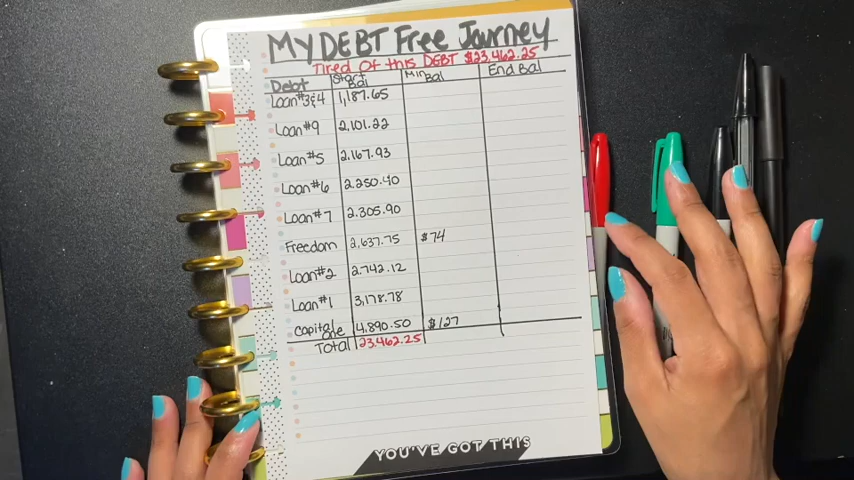 MY DEBT Free Journey
Tired Of this DEBT $23,462.25
Debt Start Bal Min Bal End Bal
Loan#3&4 1,187.65
Loan#9 2,101.22
Loan#5 2,167.93
Loan#6 2,250.40
Loan#7 2,305.90
Freedom 2,637.75 $74
Loan#2 2,742.12
Loan#1 3,178.78
Capital one 4,890.50 $127
Total 23,462.25
YOU'VE GOT THIS